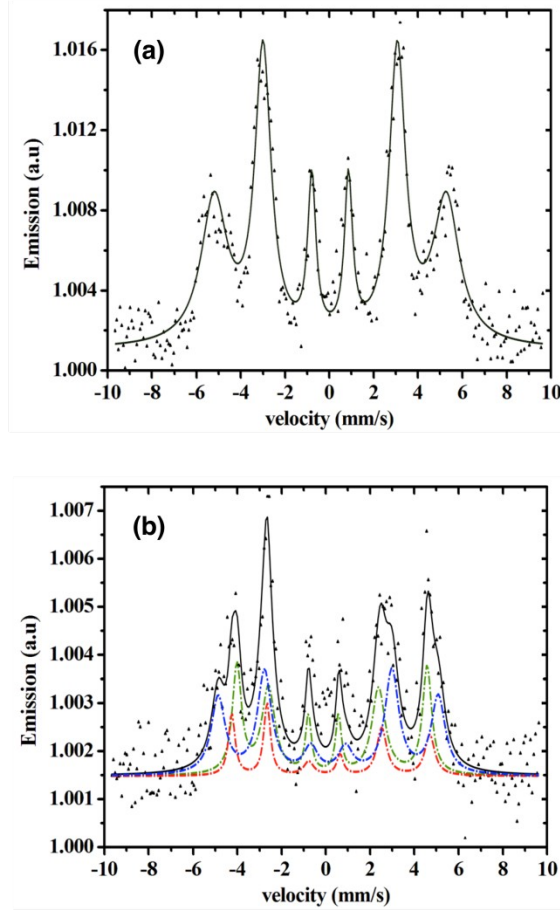 (a)
1.016
1.012
1.008
1.004
1.000
Emission (a.u)
-10 -8 -6 -4 -2 0 2 4 6 8 10
velocity (mm/s)
(b)
1.007
1.006
1.005
1.004
1.003
1.002
1.001
1.000
Emission (a.u)
-10 -8 -6 -4 -2 0 2 4 6 8 10
velocity (mm/s)